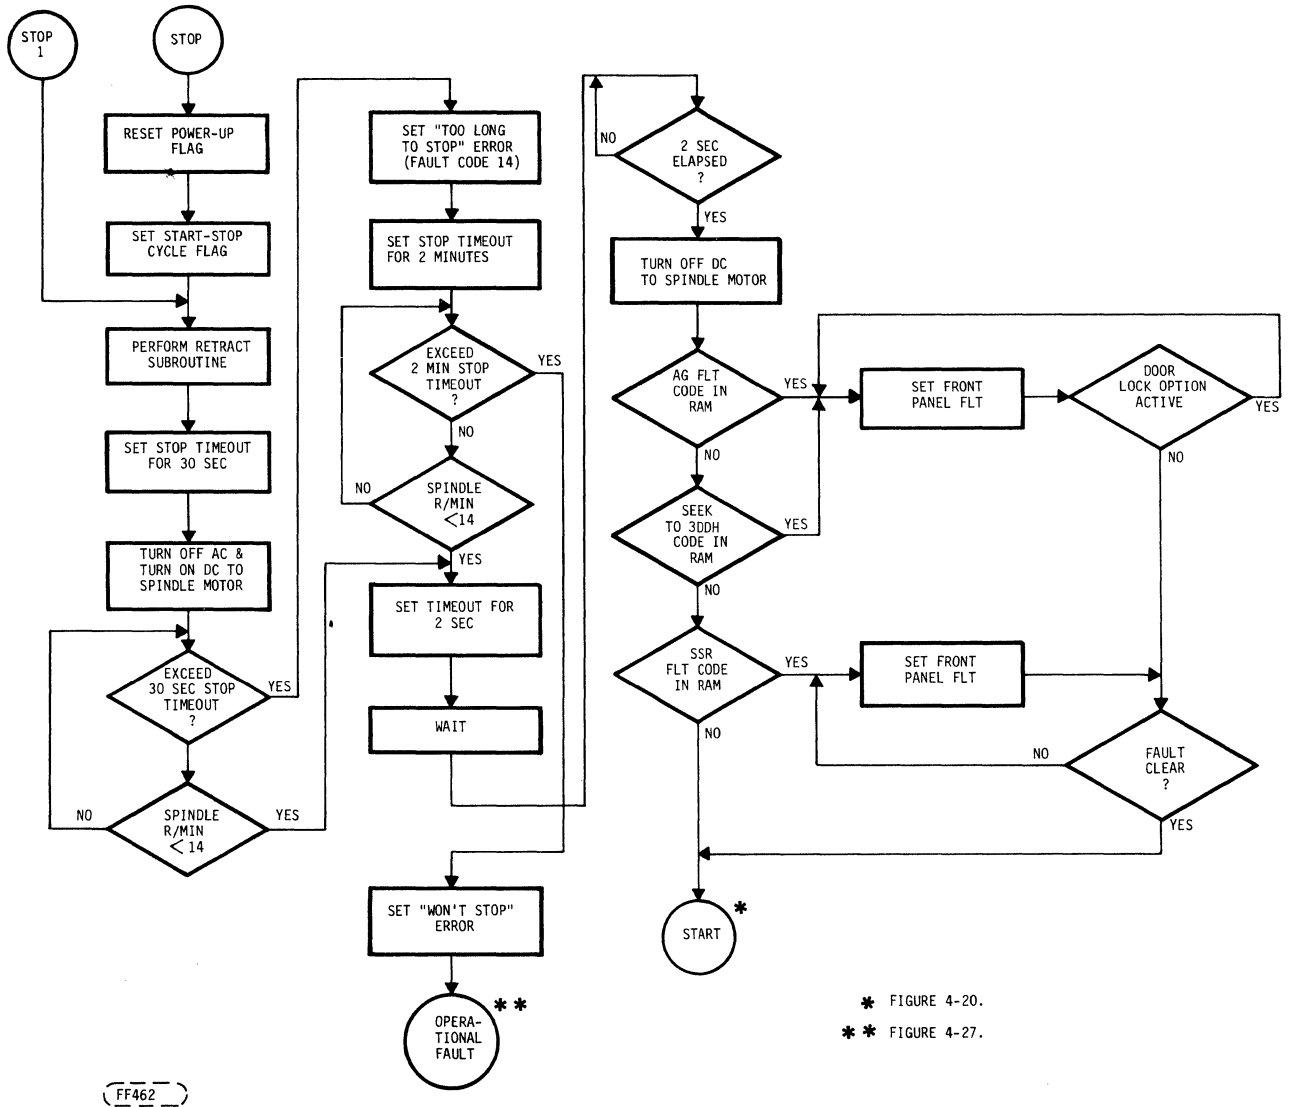 STOP
1
STOP
RESET POWER-UP
FLAG
SET START-STOP
CYCLE FLAG
PERFORM RETRACT
SUBROUTINE
SET STOP TIMEOUT
FOR 30 SEC
TURN OFF AC &
TURN ON DC TO
SPINDLE MOTOR
EXCEED
30 SEC STOP
TIMEOUT
?
YES
SPINDLE
R/MIN
<14
NO
YES
SET "TOO LONG
TO STOP" ERROR
(FAULT CODE 14)
SET STOP TIMEOUT
FOR 2 MINUTES
EXCEED
2 MIN STOP
TIMEOUT
?
YES
NO
SPINDLE
R/MIN
<14
NO
YES
SET TIMEOUT FOR
2 SEC
WAIT
SET "WON'T STOP"
ERROR
OPERA-
TIONAL
FAULT
**
2 SEC
ELAPSED
?
NO
YES
TURN OFF DC
TO SPINDLE MOTOR
AG FLT
CODE IN
RAM
YES
NO
SEEK
TO 3DDH
CODE IN
RAM
YES
NO
SSR
FLT CODE
IN RAM
YES
NO
START
*
SET FRONT
PANEL FLT
DOOR
LOCK OPTION
ACTIVE
YES
NO
SET FRONT
PANEL FLT
FAULT
CLEAR
?
NO
YES
* FIGURE 4-20.
** FIGURE 4-27.
FF462